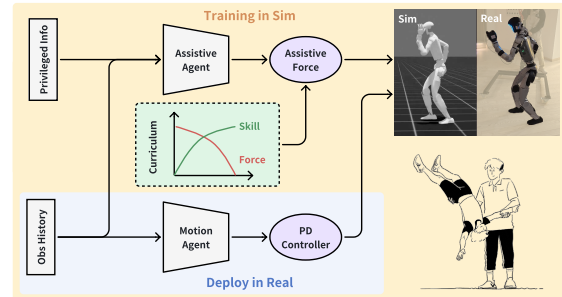 Training in Sim
Privileged Info
Assistive
Agent
Assistive
Force
Sim
Real
Curriculum
Skill
Force
Obs History
Motion
Agent
PD
Controller
Deploy in Real